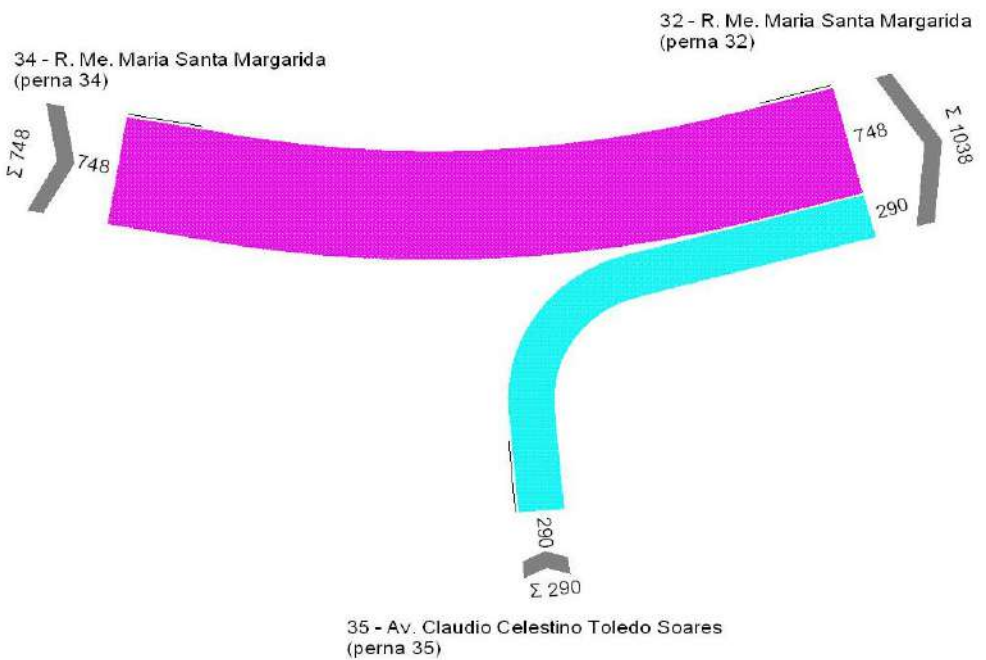 32 - R. Me. Maria Santa Margarida
(perna 32)
34 - R. Me. Maria Santa Margarida
(perna 34)
Σ 748
748
748
Σ 1038
290
290
Σ 290
35 - Av. Claudio Celestino Toledo Soares
(perna 35)